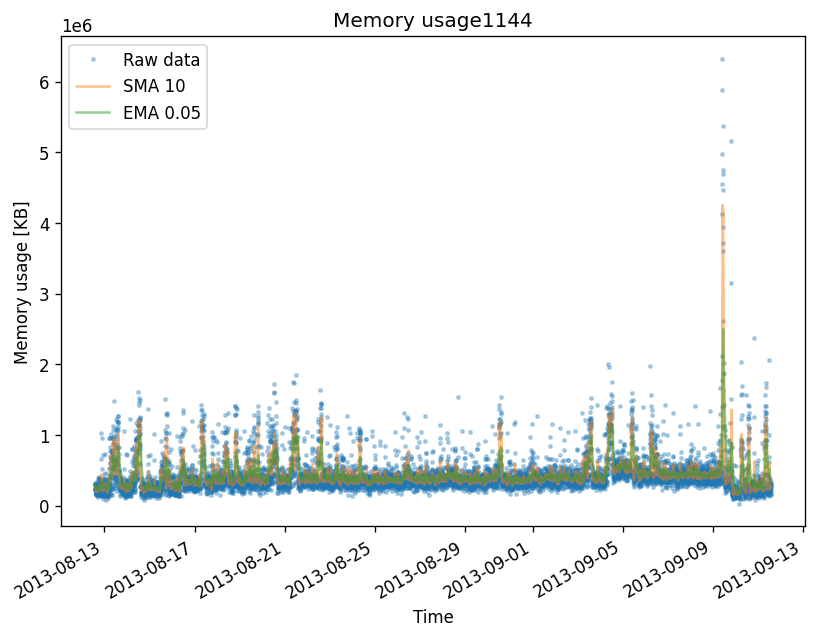 Memory usage1144
1e6
Raw data
SMA 10
EMA 0.05
6
5
4
3
2
1
0
Memory usage [KB]
2013-08-13
2013-08-17
2013-08-21
2013-08-25
2013-08-29
2013-09-01
2013-09-05
2013-09-09
2013-09-13
Time